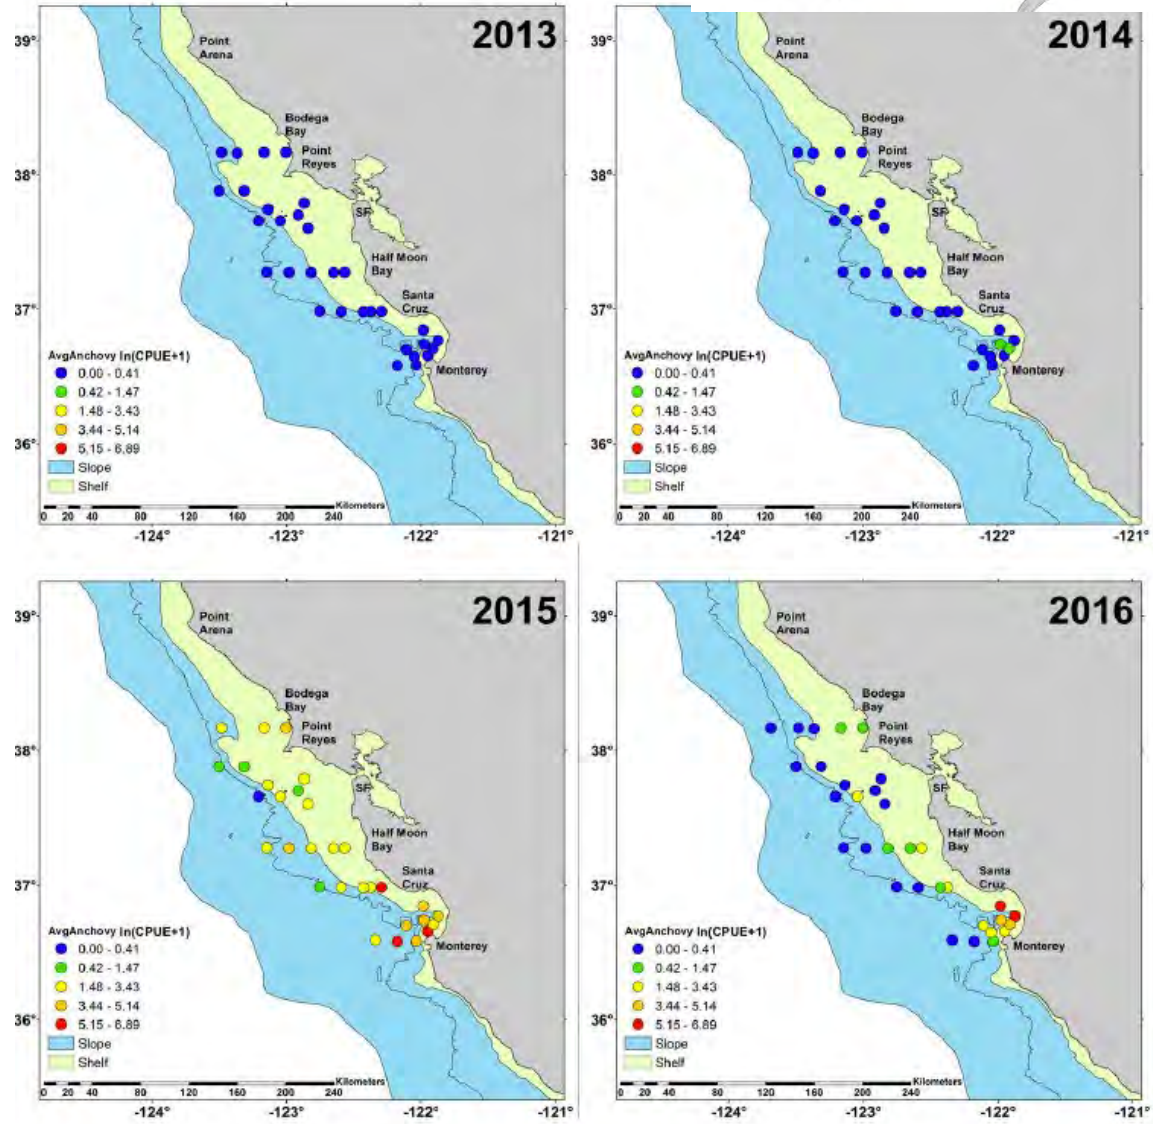 2013
39°
38°
37°
36°
Point
Arena
Bodega
Bay
Point
Reyes
SF
Half Moon
Bay
Santa
Cruz
Monterey
AvgAnchovy ln(CPUE+1)
0.00 - 0.41
0.42 - 1.47
1.48 - 3.43
3.44 - 5.14
5.15 - 6.89
Slope
Shelf
Kilometers
0 20 40 80 120 160 200 240
-124° -123° -122° -121°
2014
Point
Arena
Bodega
Bay
Point
Reyes
SF
Half Moon
Bay
Santa
Cruz
Monterey
AvgAnchovy ln(CPUE+1)
0.00 - 0.41
0.42 - 1.47
1.48 - 3.43
3.44 - 5.14
5.15 - 6.89
Slope
Shelf
Kilometers
0 20 40 80 120 160 200 240
-124° -123° -122° -121°
2015
39°
38°
37°
36°
Point
Arena
Bodega
Bay
Point
Reyes
SF
Half Moon
Bay
Santa
Cruz
Monterey
AvgAnchovy ln(CPUE+1)
0.00 - 0.41
0.42 - 1.47
1.48 - 3.43
3.44 - 5.14
5.15 - 6.89
Slope
Shelf
Kilometers
0 20 40 80 120 160 200 240
-124° -123° -122° -121°
2016
Point
Arena
Bodega
Bay
Point
Reyes
SF
Half Moon
Bay
Santa
Cruz
Monterey
AvgAnchovy ln(CPUE+1)
0.00 - 0.41
0.42 - 1.47
1.48 - 3.43
3.44 - 5.14
5.15 - 6.89
Slope
Shelf
Kilometers
0 20 40 80 120 160 200 240
-124° -123° -122° -121°